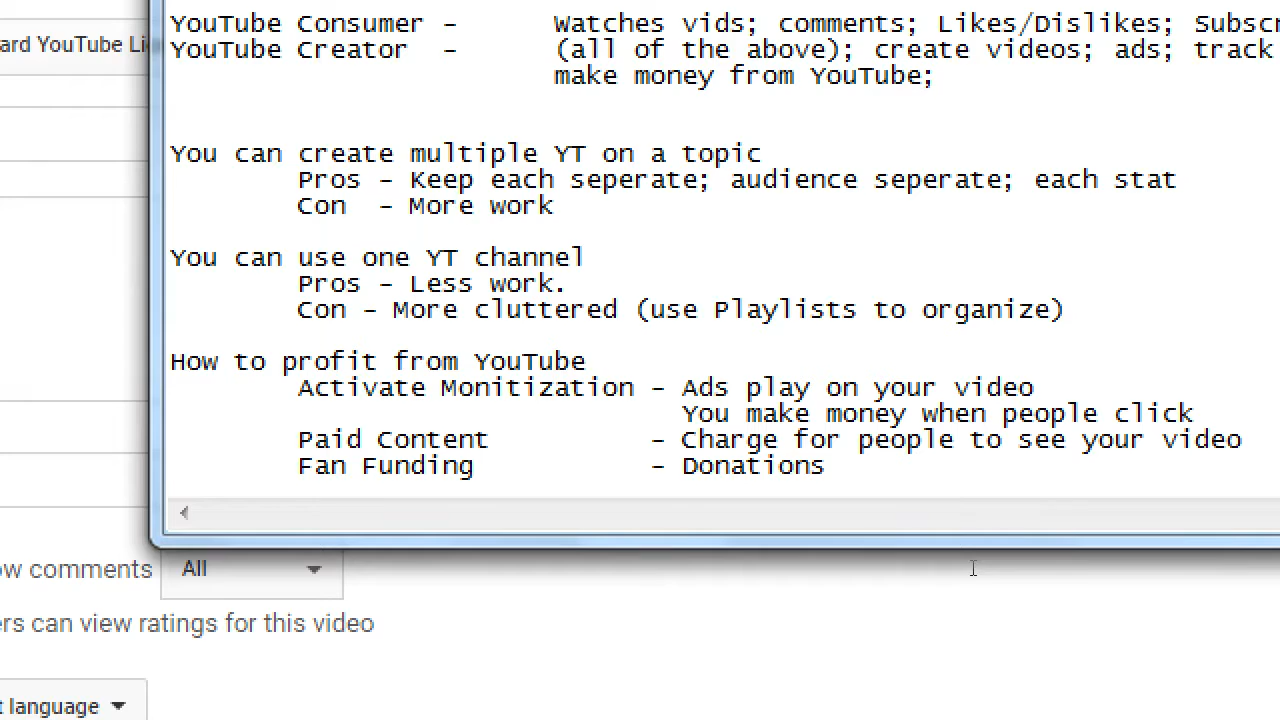 YouTube Consumer - Watches vids; comments; Likes/Dislikes;
YouTube Creator - (all of the above); create videos; ads; track
make money from YouTube;
You can create multiple YT on a topic
Pros - Keep each seperate; audience seperate; each stat
Con - More work
You can use one YT channel
Pros - Less work.
Con - More cluttered (use Playlists to organize)
How to profit from YouTube
Activate Monitization - Ads play on your video
You make money when people click
Paid Content - Charge for people to see your video
Fan Funding - Donations
YouTube
comments All
can view ratings for this video
language